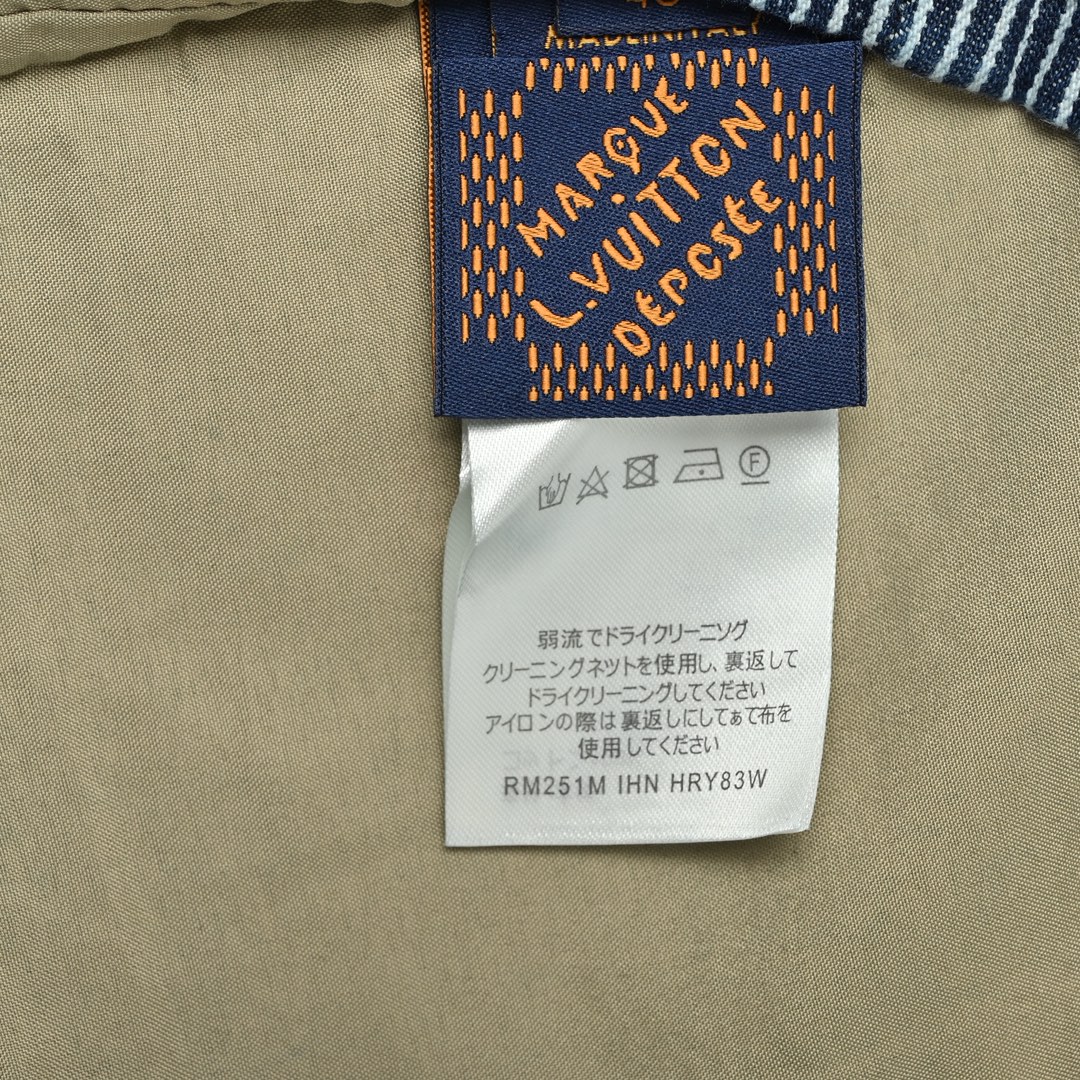 MADE IN ITALY
MARQUE
L.VUiTTON
DÉPOSÉE
F
弱流でドライクリーニソグ
クリーニングネットを使用し、裏返して
ドライクリーニングしてください
アイロンの際は裏返しにしてぁて布を
使用してください
RM251M IHN HRY83W